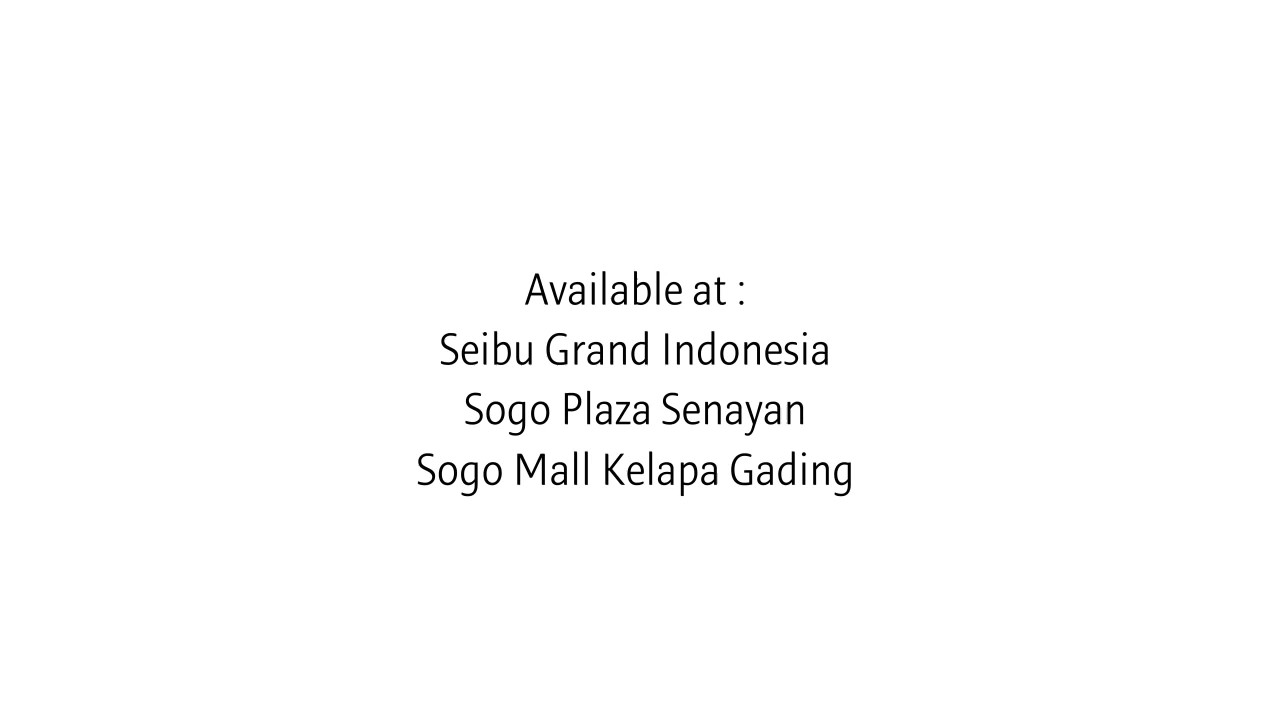 Available at :
Seibu Grand Indonesia
Sogo Plaza Senayan
Sogo Mall Kelapa Gading